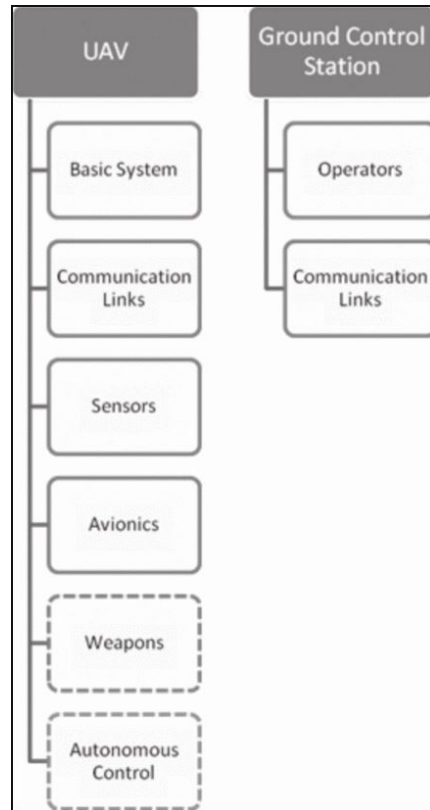 UAV
Basic System
Communication
Links
Sensors
Avionics
Weapons
Autonomous
Control
Ground Control
Station
Operators
Communication
Links